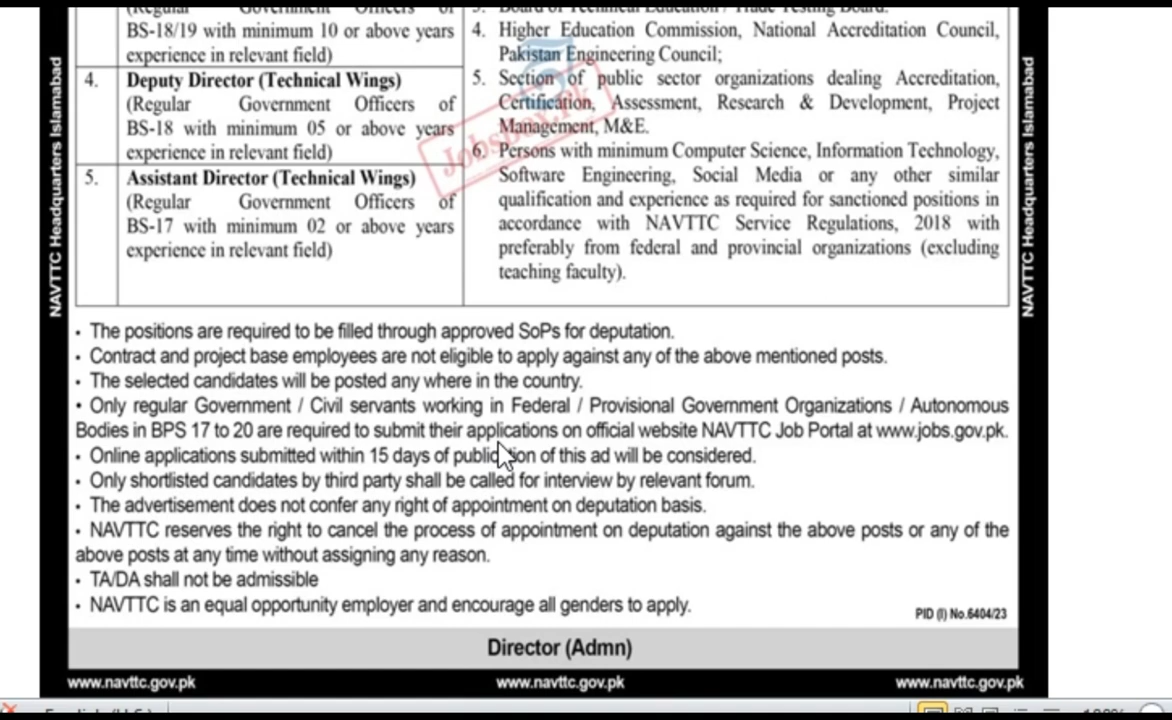 (Regular Government Officers of
BS-18/19 with minimum 10 or above years
experience in relevant field)
4. Deputy Director (Technical Wings)
(Regular Government Officers of
BS-18 with minimum 05 or above years
experience in relevant field)
5. Assistant Director (Technical Wings)
(Regular Government Officers of
BS-17 with minimum 02 or above years
experience in relevant field)
3. Board of Technical Education / Trade Testing Board.
4. Higher Education Commission, National Accreditation Council,
Pakistan Engineering Council;
5. Section of public sector organizations dealing Accreditation,
Certification, Assessment, Research & Development, Project
Management, M&E.
6. Persons with minimum Computer Science, Information Technology,
Software Engineering, Social Media or any other similar
qualification and experience as required for sanctioned positions in
accordance with NAVTTC Service Regulations, 2018 with
preferably from federal and provincial organizations (excluding
teaching faculty).
NAVTTC Headquarters Islamabad
NAVTTC Headquarters Islamabad
• The positions are required to be filled through approved SoPs for deputation.
• Contract and project base employees are not eligible to apply against any of the above mentioned posts.
• The selected candidates will be posted any where in the country.
• Only regular Government / Civil servants working in Federal / Provisional Government Organizations / Autonomous
Bodies in BPS 17 to 20 are required to submit their applications on official website NAVTTC Job Portal at www.jobs.gov.pk.
• Online applications submitted within 15 days of publication of this ad will be considered.
• Only shortlisted candidates by third party shall be called for interview by relevant forum.
• The advertisement does not confer any right of appointment on deputation basis.
• NAVTTC reserves the right to cancel the process of appointment on deputation against the above posts or any of the
above posts at any time without assigning any reason.
• TA/DA shall not be admissible
• NAVTTC is an equal opportunity employer and encourage all genders to apply.
PID (I) No.6404/23
Director (Admn)
www.navttc.gov.pk www.navttc.gov.pk www.navttc.gov.pk